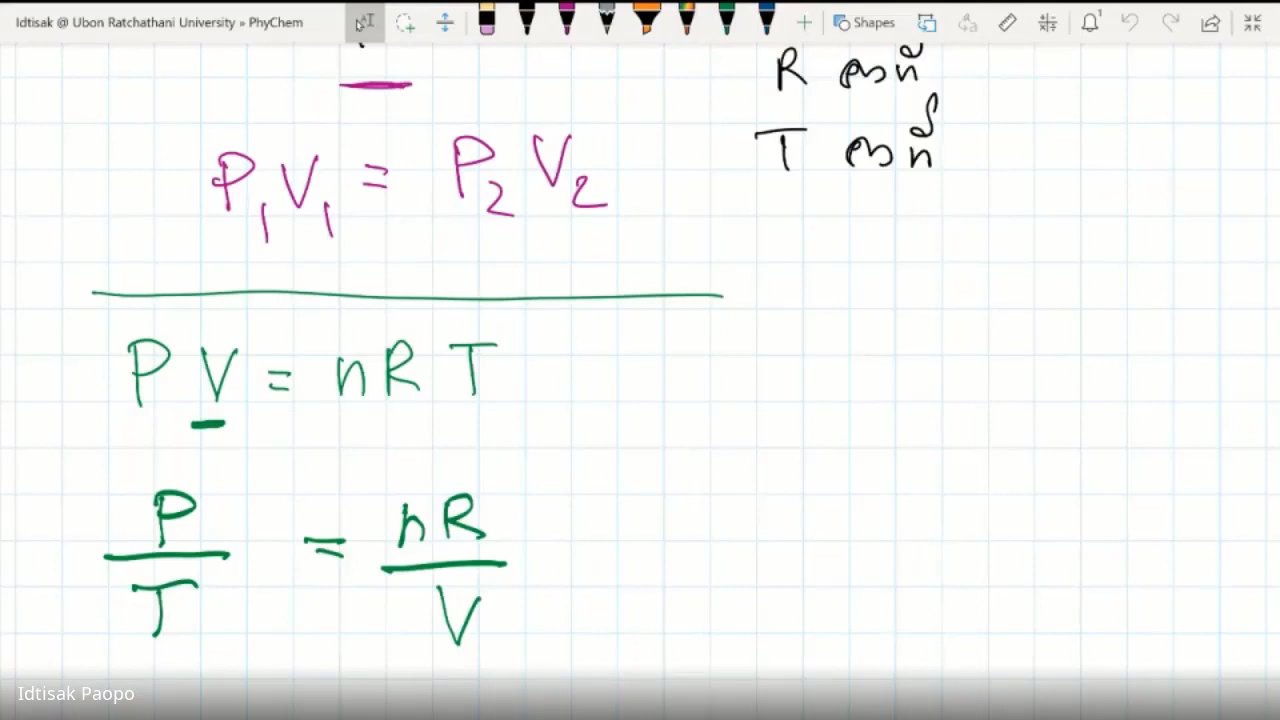 Idtisak @ Ubon Ratchathani University » PhyChem
Shapes
1
R คงที่
T คงที่
P₁V₁ = P₂V₂
PV = nRT
P/T = nR/V
Idtisak Paopo